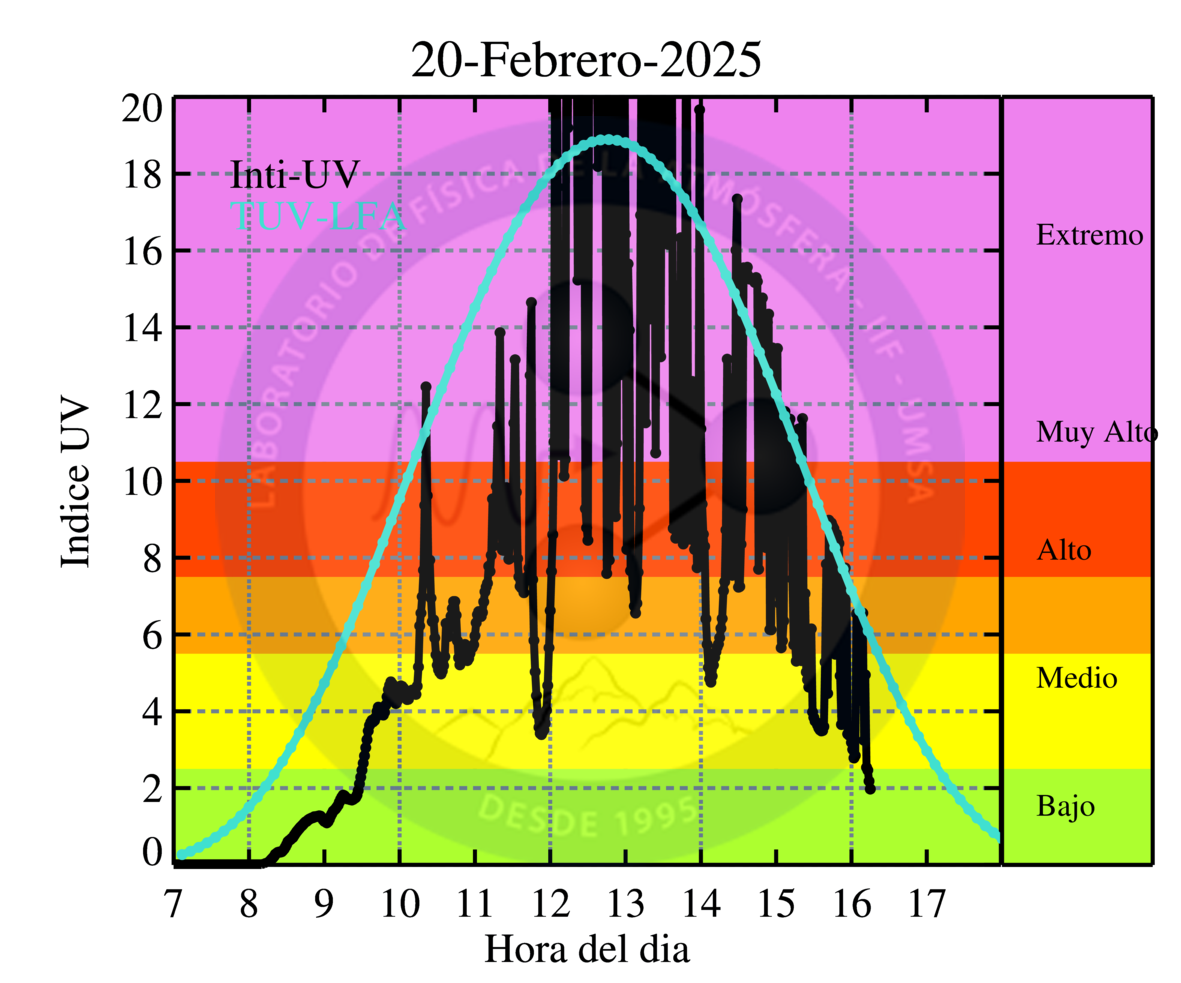 20-Febrero-2025
Inti-UV
TUV-LFA
LABORATORIO DE FÍSICA DE LA ATMÓSFERA - IIF - UMSA
DESDE 1995
Indice UV
20
18
16
14
12
10
8
6
4
2
0
7 8 9 10 11 12 13 14 15 16 17
Hora del dia
Extremo
Muy Alto
Alto
Medio
Bajo